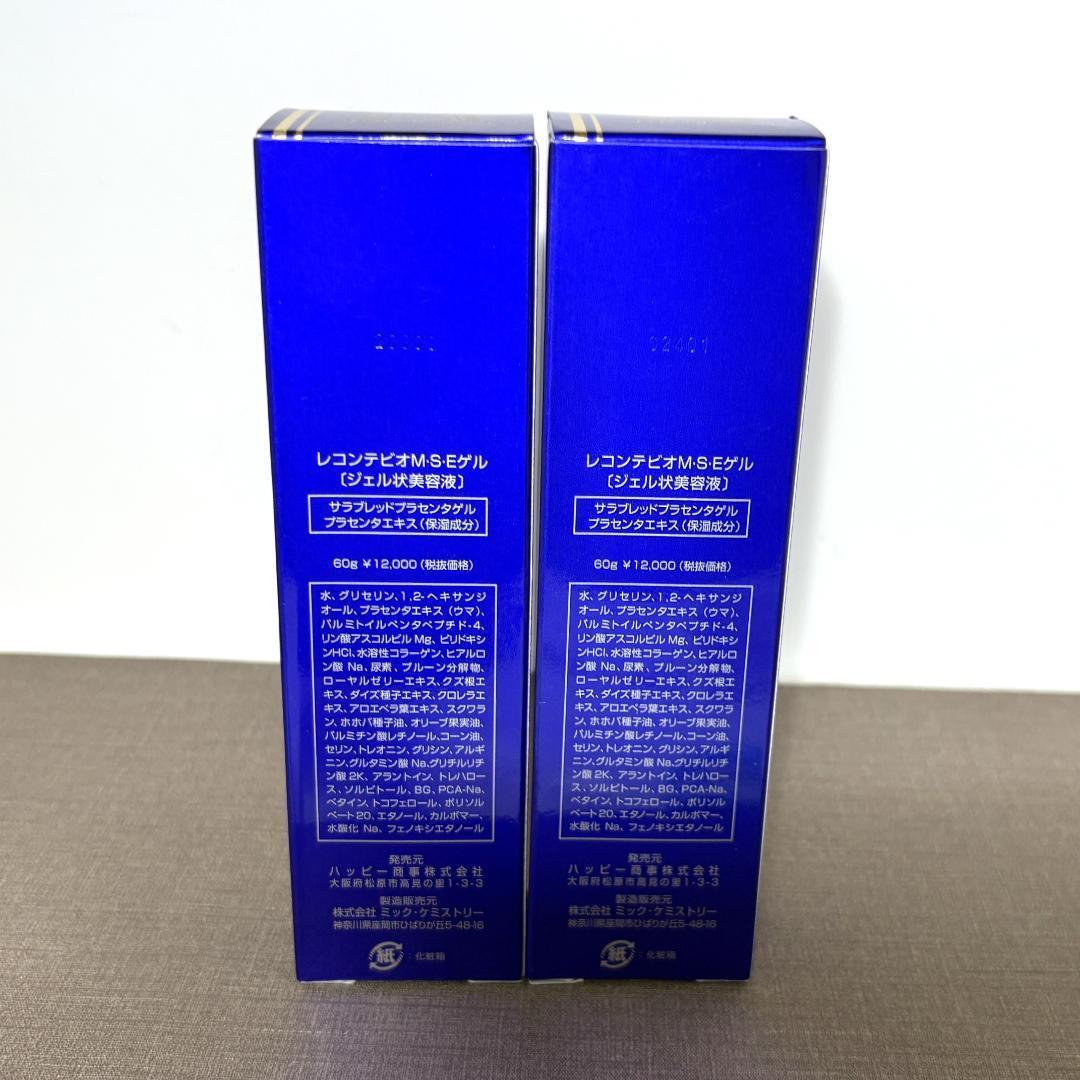 レコンテビオM・S・Eゲル
〔ジェル状美容液〕
サラブレッドプラセンタゲル
プラセンタエキス(保湿成分)
60g ¥12,000(税抜価格)
水、グリセリン、1,2-ヘキサンジ
オール、プラセンタエキス(ウマ)、
パルミトイルペンタペプチド-4、
リン酸アスコルビルMg、ピリドキシ
ンHCl、水溶性コラーゲン、ヒアルロ
ン酸Na、尿素、プルーン分解物、
ローヤルゼリーエキス、クズ根エ
キス、ダイズ種子エキス、クロレラエ
キス、アロエベラ葉エキス、スクワラ
ン、ホホバ種子油、オリーブ果実油、
パルミチン酸レチノール、コーン油、
セリン、トレオニン、グリシン、アルギ
ニン、グルタミン酸Na、グリチルリチ
ン酸2K、アラントイン、トレハロー
ス、ソルビトール、BG、PCA-Na、
ベタイン、トコフェロール、ポリソル
ベート20、エタノール、カルボマー、
水酸化Na、フェノキシエタノール
発売元
ハッピー商事株式会社
大阪府松原市高見の里1-3-3
製造販売元
株式会社 ミック・ケミストリー
神奈川県座間市ひばりが丘5-48-16
紙:化粧箱
02401
レコンテビオM・S・Eゲル
〔ジェル状美容液〕
サラブレッドプラセンタゲル
プラセンタエキス(保湿成分)
60g ¥12,000(税抜価格)
水、グリセリン、1,2-ヘキサンジ
オール、プラセンタエキス(ウマ)、
パルミトイルペンタペプチド-4、
リン酸アスコルビルMg、ピリドキシ
ンHCl、水溶性コラーゲン、ヒアルロ
ン酸Na、尿素、プルーン分解物、
ローヤルゼリーエキス、クズ根エ
キス、ダイズ種子エキス、クロレラエ
キス、アロエベラ葉エキス、スクワラ
ン、ホホバ種子油、オリーブ果実油、
パルミチン酸レチノール、コーン油、
セリン、トレオニン、グリシン、アルギ
ニン、グルタミン酸Na、グリチルリチ
ン酸2K、アラントイン、トレハロー
ス、ソルビトール、BG、PCA-Na、
ベタイン、トコフェロール、ポリソル
ベート20、エタノール、カルボマー、
水酸化Na、フェノキシエタノール
発売元
ハッピー商事株式会社
大阪府松原市高見の里1-3-3
製造販売元
株式会社 ミック・ケミストリー
神奈川県座間市ひばりが丘5-48-16
紙:化粧箱